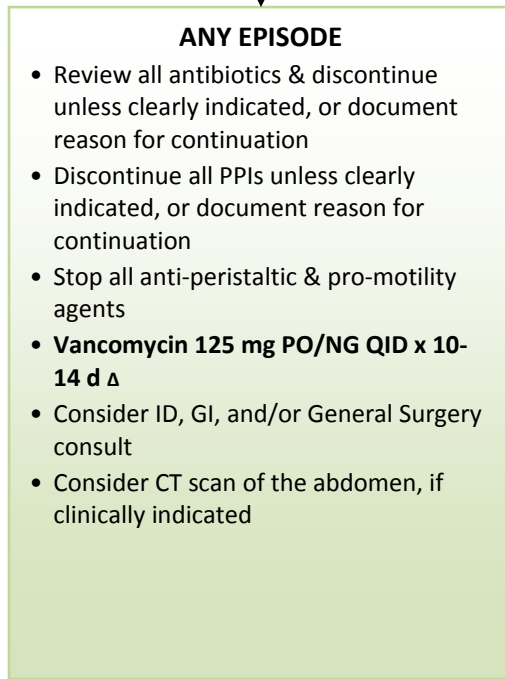 ANY EPISODE
• Review all antibiotics & discontinue
unless clearly indicated, or document
reason for continuation
• Discontinue all PPIs unless clearly
indicated, or document reason for
continuation
• Stop all anti-peristaltic & pro-motility
agents
• Vancomycin 125 mg PO/NG QID x 10-
14 d Δ
• Consider ID, GI, and/or General Surgery
consult
• Consider CT scan of the abdomen, if
clinically indicated